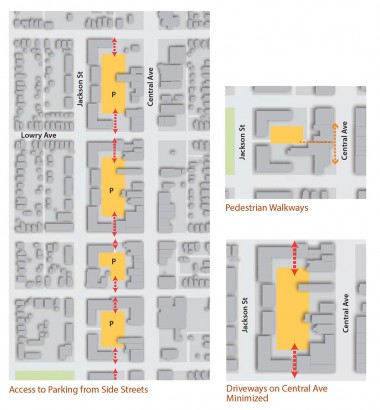 P
Jackson St
Central Ave
Lowry Ave
P
P
P
Access to Parking from Side Streets
Jackson St
Central Ave
Pedestrian Walkways
Jackson St
Central Ave
Driveways on Central Ave
Minimized